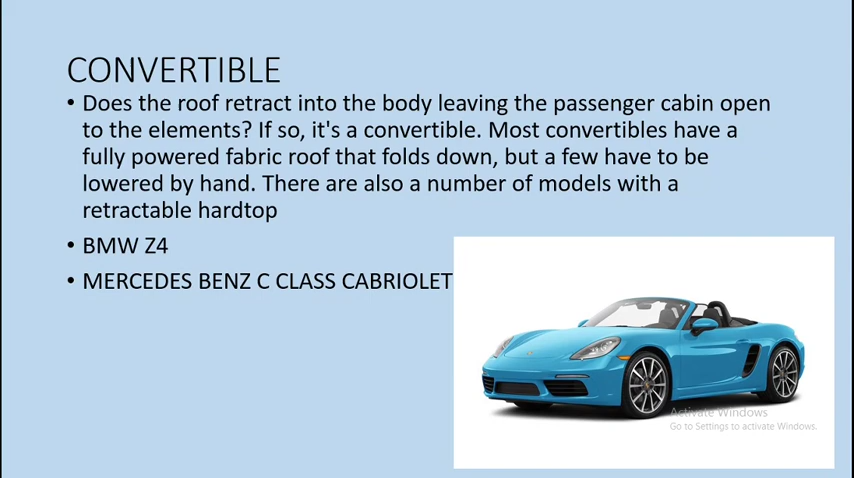 CONVERTIBLE
• Does the roof retract into the body leaving the passenger cabin open
to the elements? If so, it's a convertible. Most convertibles have a
fully powered fabric roof that folds down, but a few have to be
lowered by hand. There are also a number of models with a
retractable hardtop
• BMW Z4
• MERCEDES BENZ C CLASS CABRIOLET
Activate Windows
Go to Settings to activate Windows.